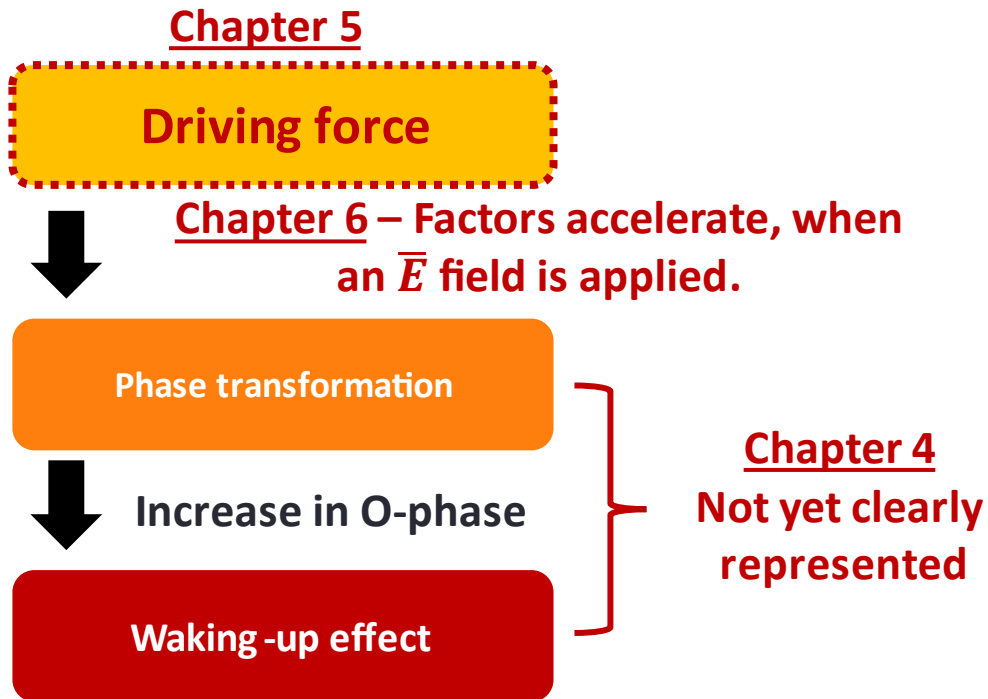 Chapter 5
Driving force
Chapter 6 – Factors accelerate, when
an E̅ field is applied.
Phase transformation
Increase in O-phase
Chapter 4
Not yet clearly
represented
Waking-up effect